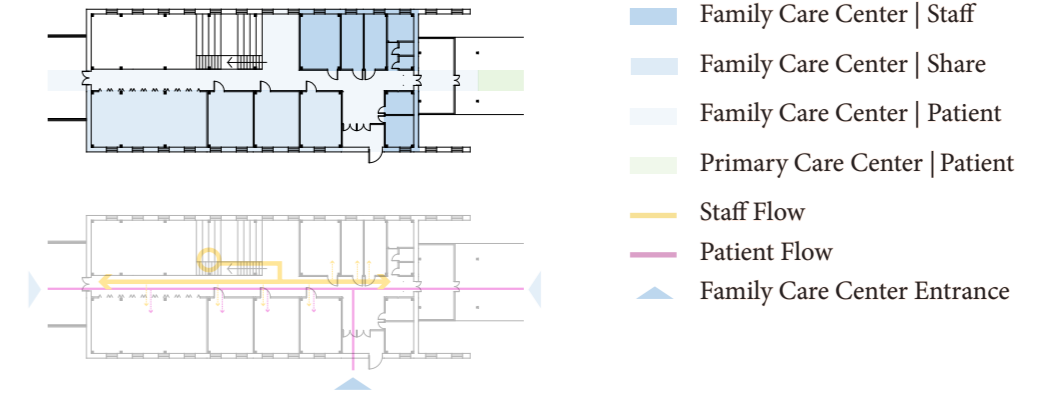 Family Care Center | Staff
Family Care Center | Share
Family Care Center | Patient
Primary Care Center | Patient
Staff Flow
Patient Flow
Family Care Center Entrance